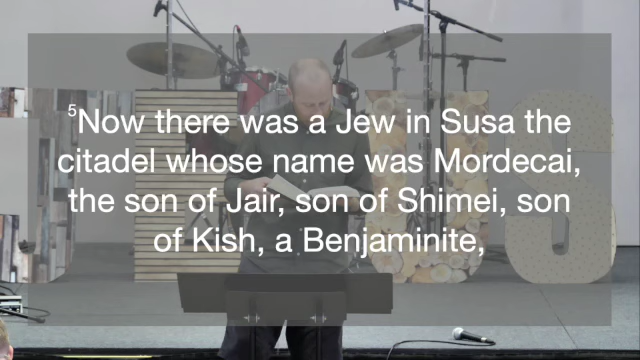 5Now there was a Jew in Susa the
citadel whose name was Mordecai,
the son of Jair, son of Shimei, son
of Kish, a Benjaminite,